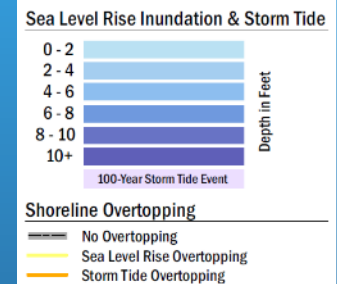 Sea Level Rise Inundation & Storm Tide
0 - 2
2 - 4
4 - 6
6 - 8
8 - 10
10+
Depth in Feet
100-Year Storm Tide Event
Shoreline Overtopping
No Overtopping
Sea Level Rise Overtopping
Storm Tide Overtopping